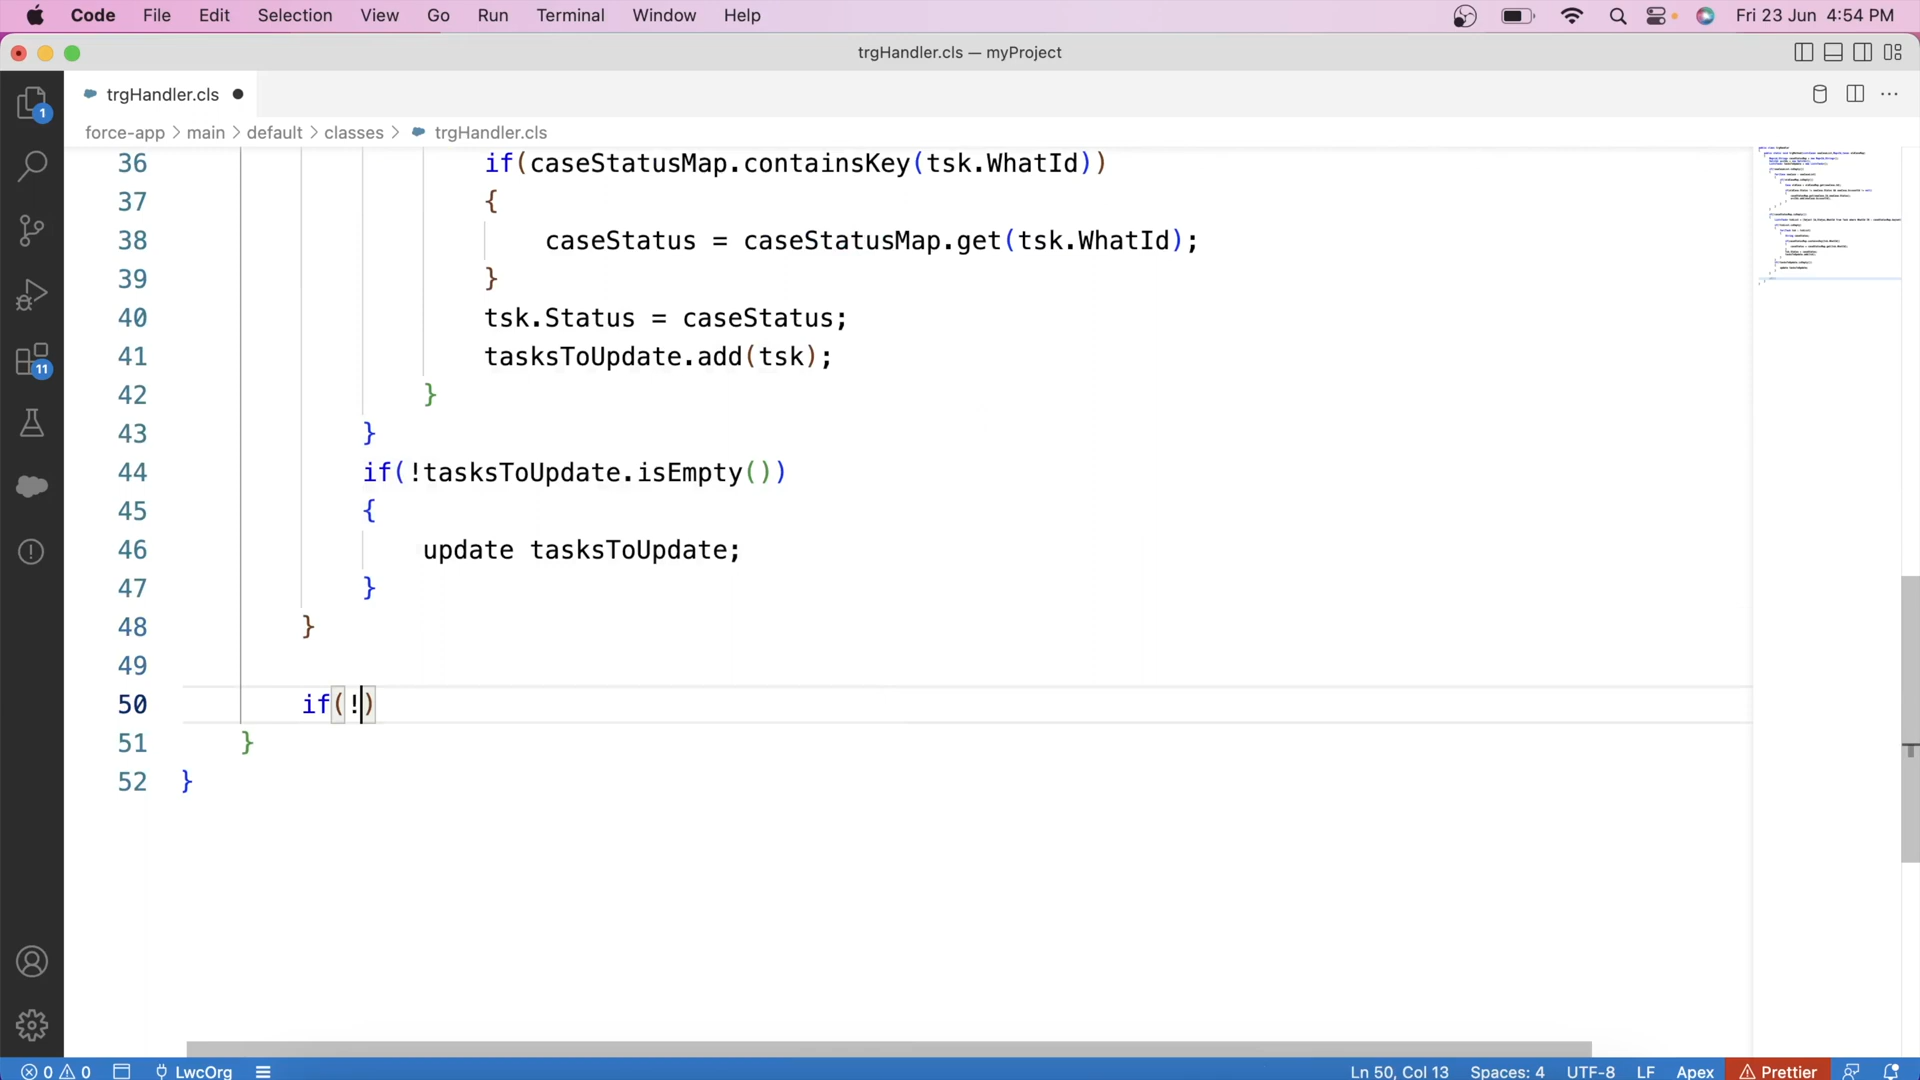 Code File Edit Selection View Go Run Terminal Window Help Fri 23 Jun 4:54 PM
trgHandler.cls — myProject
trgHandler.cls
force-app > main > default > classes > trgHandler.cls
36 if(caseStatusMap.containsKey(tsk.WhatId))
37 {
38 caseStatus = caseStatusMap.get(tsk.WhatId);
39 }
40 tsk.Status = caseStatus;
41 tasksToUpdate.add(tsk);
42 }
43 }
44 if(!tasksToUpdate.isEmpty())
45 {
46 update tasksToUpdate;
47 }
48 }
49
50 if(!)
51 }
52 }
1
11
0 0 LwcOrg Ln 50, Col 13 Spaces: 4 UTF-8 LF Apex Prettier